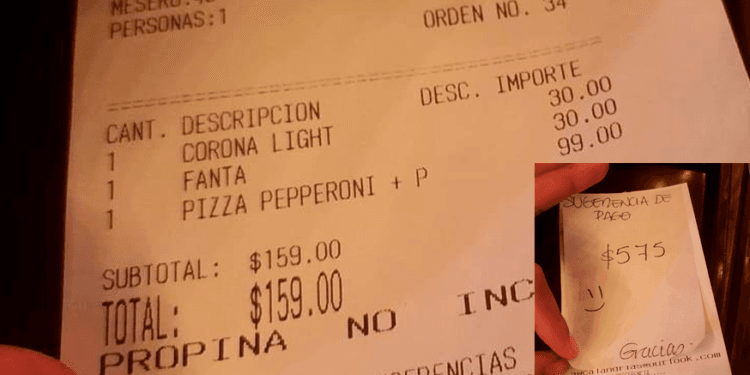 PERSONAS:1
ORDEN NO. 34
CANT. DESCRIPCION DESC. IMPORTE
1 CORONA LIGHT 30.00
1 FANTA 30.00
1 PIZZA PEPPERONI + P 99.00
SUBTOTAL: $159.00
TOTAL: $159.00
PROPINA NO INC
SUGERENCIA DE
PAGO
$575
:)
Gracias.